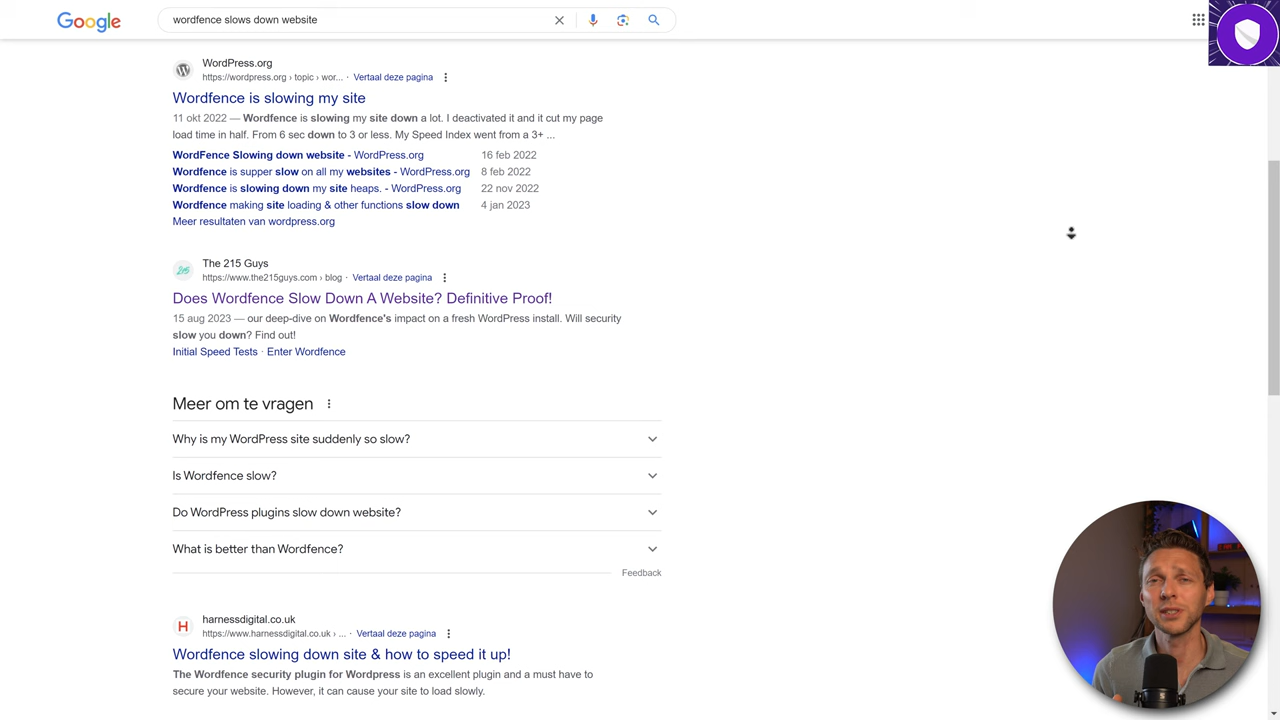 Google
wordfence slows down website
WordPress.org
https://wordpress.org › topic › wor... · Vertaal deze pagina
Wordfence is slowing my site
11 okt 2022 — Wordfence is slowing my site down a lot. I deactivated it and it cut my page
load time in half. From 6 sec down to 3 or less. My Speed Index went from a 3+ ...
WordFence Slowing down website - WordPress.org 16 feb 2022
Wordfence is supper slow on all my websites - WordPress.org 8 feb 2022
Wordfence is slowing down my site heaps. - WordPress.org 22 nov 2022
Wordfence making site loading & other functions slow down 4 jan 2023
Meer resultaten van wordpress.org
215
The 215 Guys
https://www.the215guys.com › blog · Vertaal deze pagina
Does Wordfence Slow Down A Website? Definitive Proof!
15 aug 2023 — our deep-dive on Wordfence's impact on a fresh WordPress install. Will security
slow you down? Find out!
Initial Speed Tests · Enter Wordfence
Meer om te vragen
Why is my WordPress site suddenly so slow?
Is Wordfence slow?
Do WordPress plugins slow down website?
What is better than Wordfence?
Feedback
H
harnessdigital.co.uk
https://www.harnessdigital.co.uk › ... · Vertaal deze pagina
Wordfence slowing down site & how to speed it up!
The Wordfence security plugin for Wordpress is an excellent plugin and a must have to
secure your website. However, it can cause your site to load slowly.